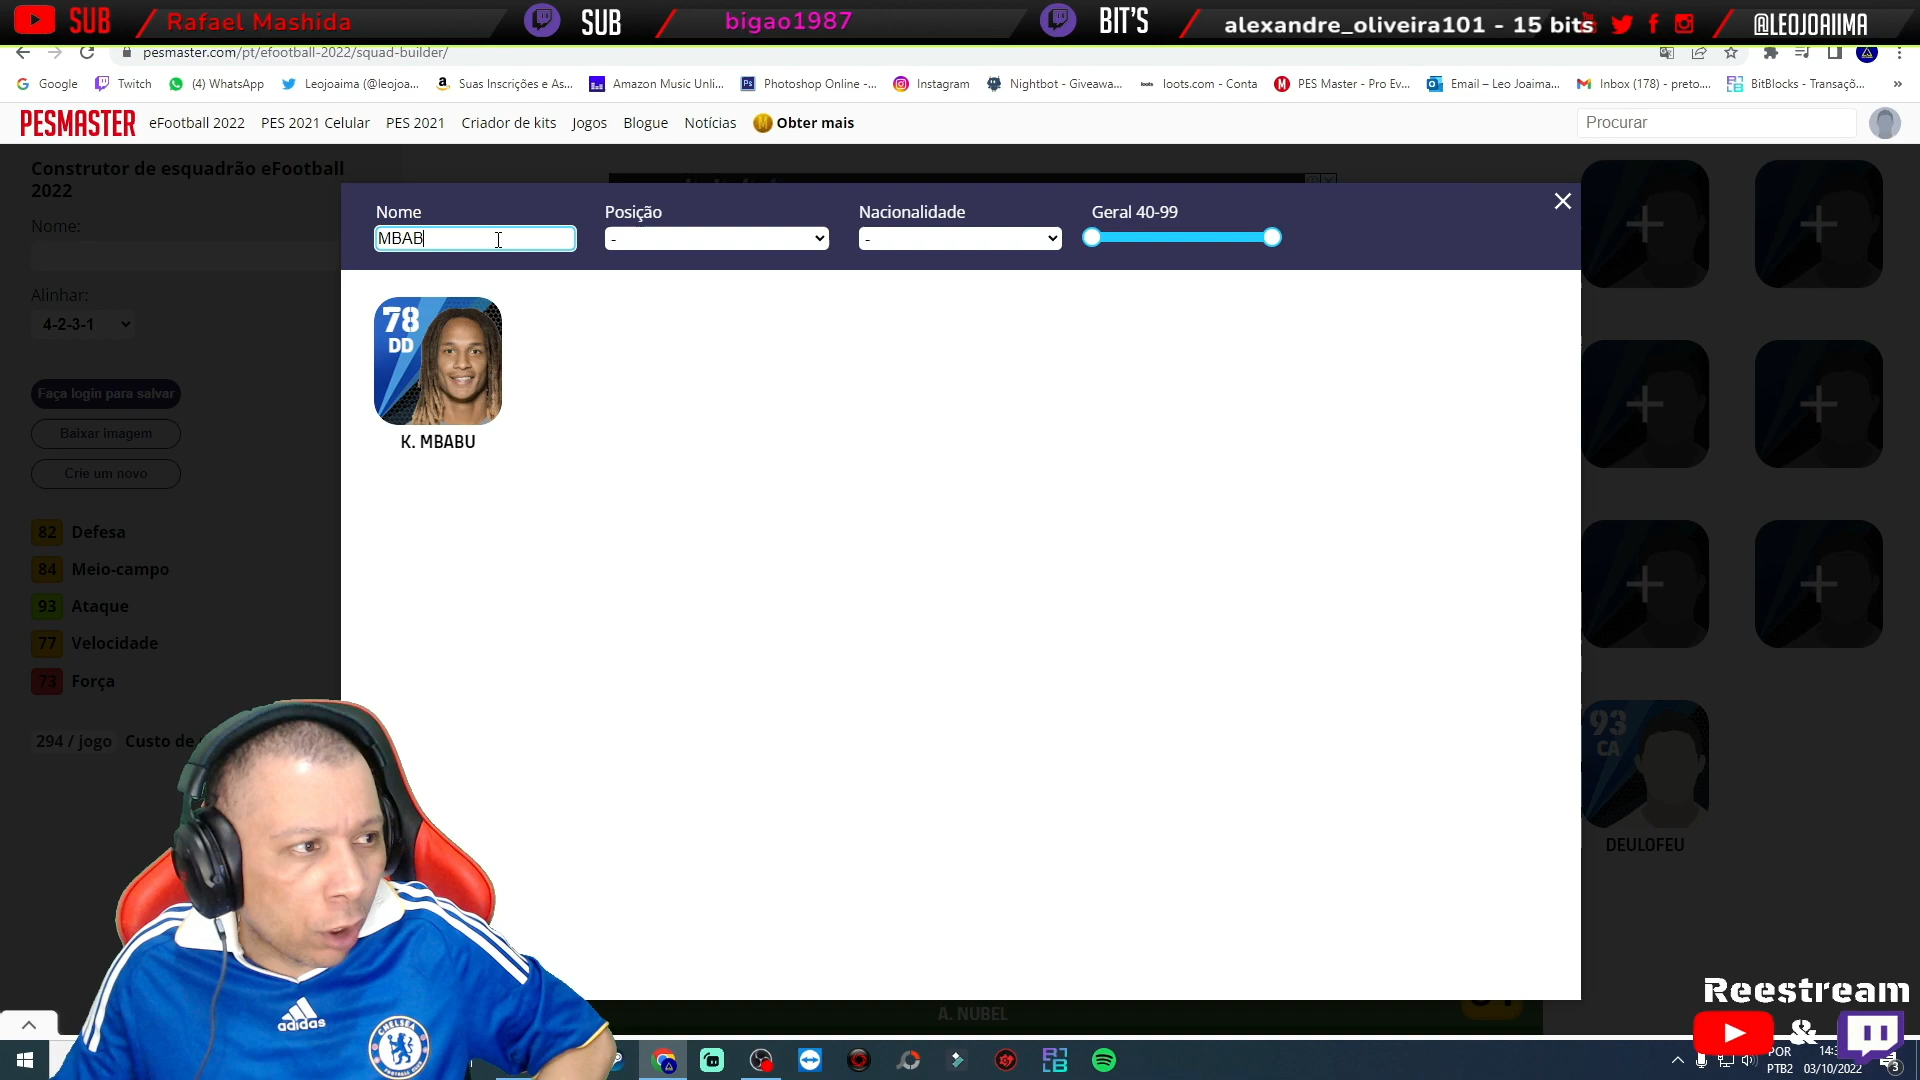 SUB Rafael Mashida SUB bigao1987 BIT'S alexandre_oliveira101 - 15 bits @LEOJOAIIMA
pesmaster.com/pt/efootball-2022/squad-builder/
Google Twitch (4) WhatsApp Leojoaima (@leojoa... Suas Inscrições e As... Amazon Music Unli... Photoshop Online -... Instagram Nightbot - Giveawa... loots.com - Conta PES Master - Pro Ev... Email – Leo Joaima... Inbox (178) - preto.... BitBlocks - Transaçõ... »
PESMASTER eFootball 2022 PES 2021 Celular PES 2021 Criador de kits Jogos Blogue Notícias Obter mais Procurar
Construtor de esquadrão eFootball
2022
Nome:
Alinhar:
4-2-3-1
Faça login para salvar
Baixar imagem
Crie um novo
82 Defesa
84 Meio-campo
93 Ataque
77 Velocidade
73 Força
294 / jogo Custo de
Nome Posição Nacionalidade Geral 40-99
MBAB - -
78
DD
K. MBABU
93
CA
DEULOFEU
A. NUBEL
adidas
CHELSEA
Reestream
&
POR
PTB2
03/10/2022
3